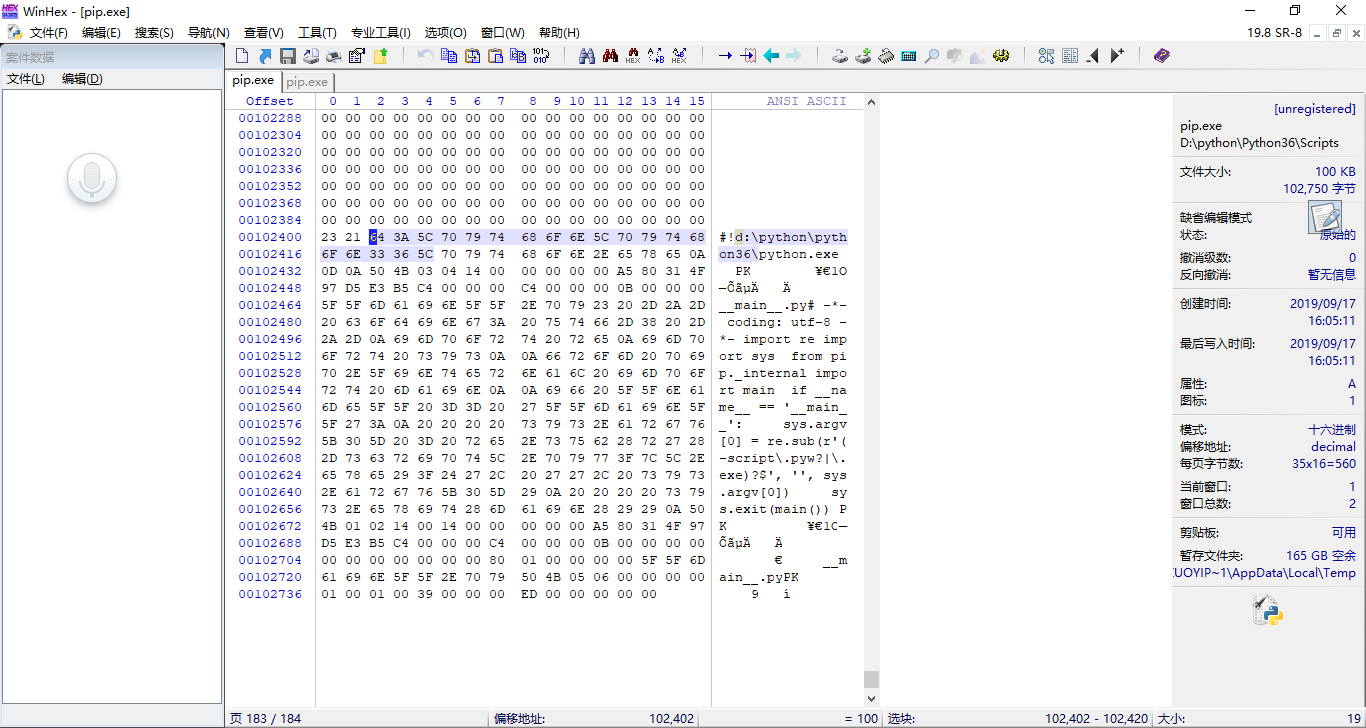 WinHex - [pip.exe]
文件(F) 编辑(E) 搜索(S) 导航(N) 查看(V) 工具(T) 专业工具(I) 选项(O) 窗口(W) 帮助(H) 19.8 SR-8
案件数据
文件(L) 编辑(D)
pip.exe pip.exe
Offset 0 1 2 3 4 5 6 7 8 9 10 11 12 13 14 15 ANSI ASCII
00102288 00 00 00 00 00 00 00 00 00 00 00 00 00 00 00 00
00102304 00 00 00 00 00 00 00 00 00 00 00 00 00 00 00 00
00102320 00 00 00 00 00 00 00 00 00 00 00 00 00 00 00 00
00102336 00 00 00 00 00 00 00 00 00 00 00 00 00 00 00 00
00102352 00 00 00 00 00 00 00 00 00 00 00 00 00 00 00 00
00102368 00 00 00 00 00 00 00 00 00 00 00 00 00 00 00 00
00102384 00 00 00 00 00 00 00 00 00 00 00 00 00 00 00 00
00102400 23 21 64 3A 5C 70 79 74 68 6F 6E 5C 70 79 74 68 #!d:\python\pyth
00102416 6F 6E 33 36 5C 70 79 74 68 6F 6E 2E 65 78 65 0A on36\python.exe
00102432 0D 0A 50 4B 03 04 14 00 00 00 00 00 A5 80 31 4F PK ¥€1O
00102448 97 D5 E3 B5 C4 00 00 00 C4 00 00 00 0B 00 00 00 —ÕãµÄ Ä
00102464 5F 5F 6D 61 69 6E 5F 5F 2E 70 79 23 20 2D 2A 2D __main__.py# -*-
00102480 20 63 6F 64 69 6E 67 3A 20 75 74 66 2D 38 20 2D coding: utf-8 -
00102496 2A 2D 0A 69 6D 70 6F 72 74 20 72 65 0A 69 6D 70 *- import re imp
00102512 6F 72 74 20 73 79 73 0A 0A 66 72 6F 6D 20 70 69 ort sys from pi
00102528 70 2E 5F 69 6E 74 65 72 6E 61 6C 20 69 6D 70 6F p._internal impo
00102544 72 74 20 6D 61 69 6E 0A 0A 69 66 20 5F 5F 6E 61 rt main if __na
00102560 6D 65 5F 5F 20 3D 3D 20 27 5F 5F 6D 61 69 6E 5F me__ == '__main_
00102576 5F 27 3A 0A 20 20 20 20 73 79 73 2E 61 72 67 76 _': sys.argv
00102592 5B 30 5D 20 3D 20 72 65 2E 73 75 62 28 72 27 28 [0] = re.sub(r'(
00102608 2D 73 63 72 69 70 74 5C 2E 70 79 77 3F 7C 5C 2E -script\.pyw?|\.
00102624 65 78 65 29 3F 24 27 2C 20 27 27 2C 20 73 79 73 exe)?$', '', sys
00102640 2E 61 72 67 76 5B 30 5D 29 0A 20 20 20 20 73 79 .argv[0]) sy
00102656 73 2E 65 78 69 74 28 6D 61 69 6E 28 29 29 0A 50 s.exit(main()) P
00102672 4B 01 02 14 00 14 00 00 00 00 00 A5 80 31 4F 97 K ¥€1O—
00102688 D5 E3 B5 C4 00 00 00 C4 00 00 00 0B 00 00 00 00 ÕãµÄ Ä
00102704 00 00 00 00 00 00 00 80 01 00 00 00 00 5F 5F 6D € __m
00102720 61 69 6E 5F 5F 2E 70 79 50 4B 05 06 00 00 00 00 ain__.pyPK
00102736 01 00 01 00 39 00 00 00 ED 00 00 00 00 00 9 í
[unregistered]
pip.exe
D:\python\Python36\Scripts
文件大小: 100 KB
102,750 字节
缺省编辑模式
状态: 原始的
撤消级数: 0
反向撤消: 暂无信息
创建时间: 2019/09/17
16:05:11
最后写入时间: 2019/09/17
16:05:11
属性: A
图标: 1
模式: 十六进制
偏移地址: decimal
每页字节数: 35x16=560
当前窗口: 1
窗口总数: 2
剪贴板: 可用
暂存文件夹: 165 GB 空余
UOYIP~1\AppData\Local\Temp
页 183 / 184 偏移地址: 102,402 = 100 选块: 102,402 - 102,420 大小: 19